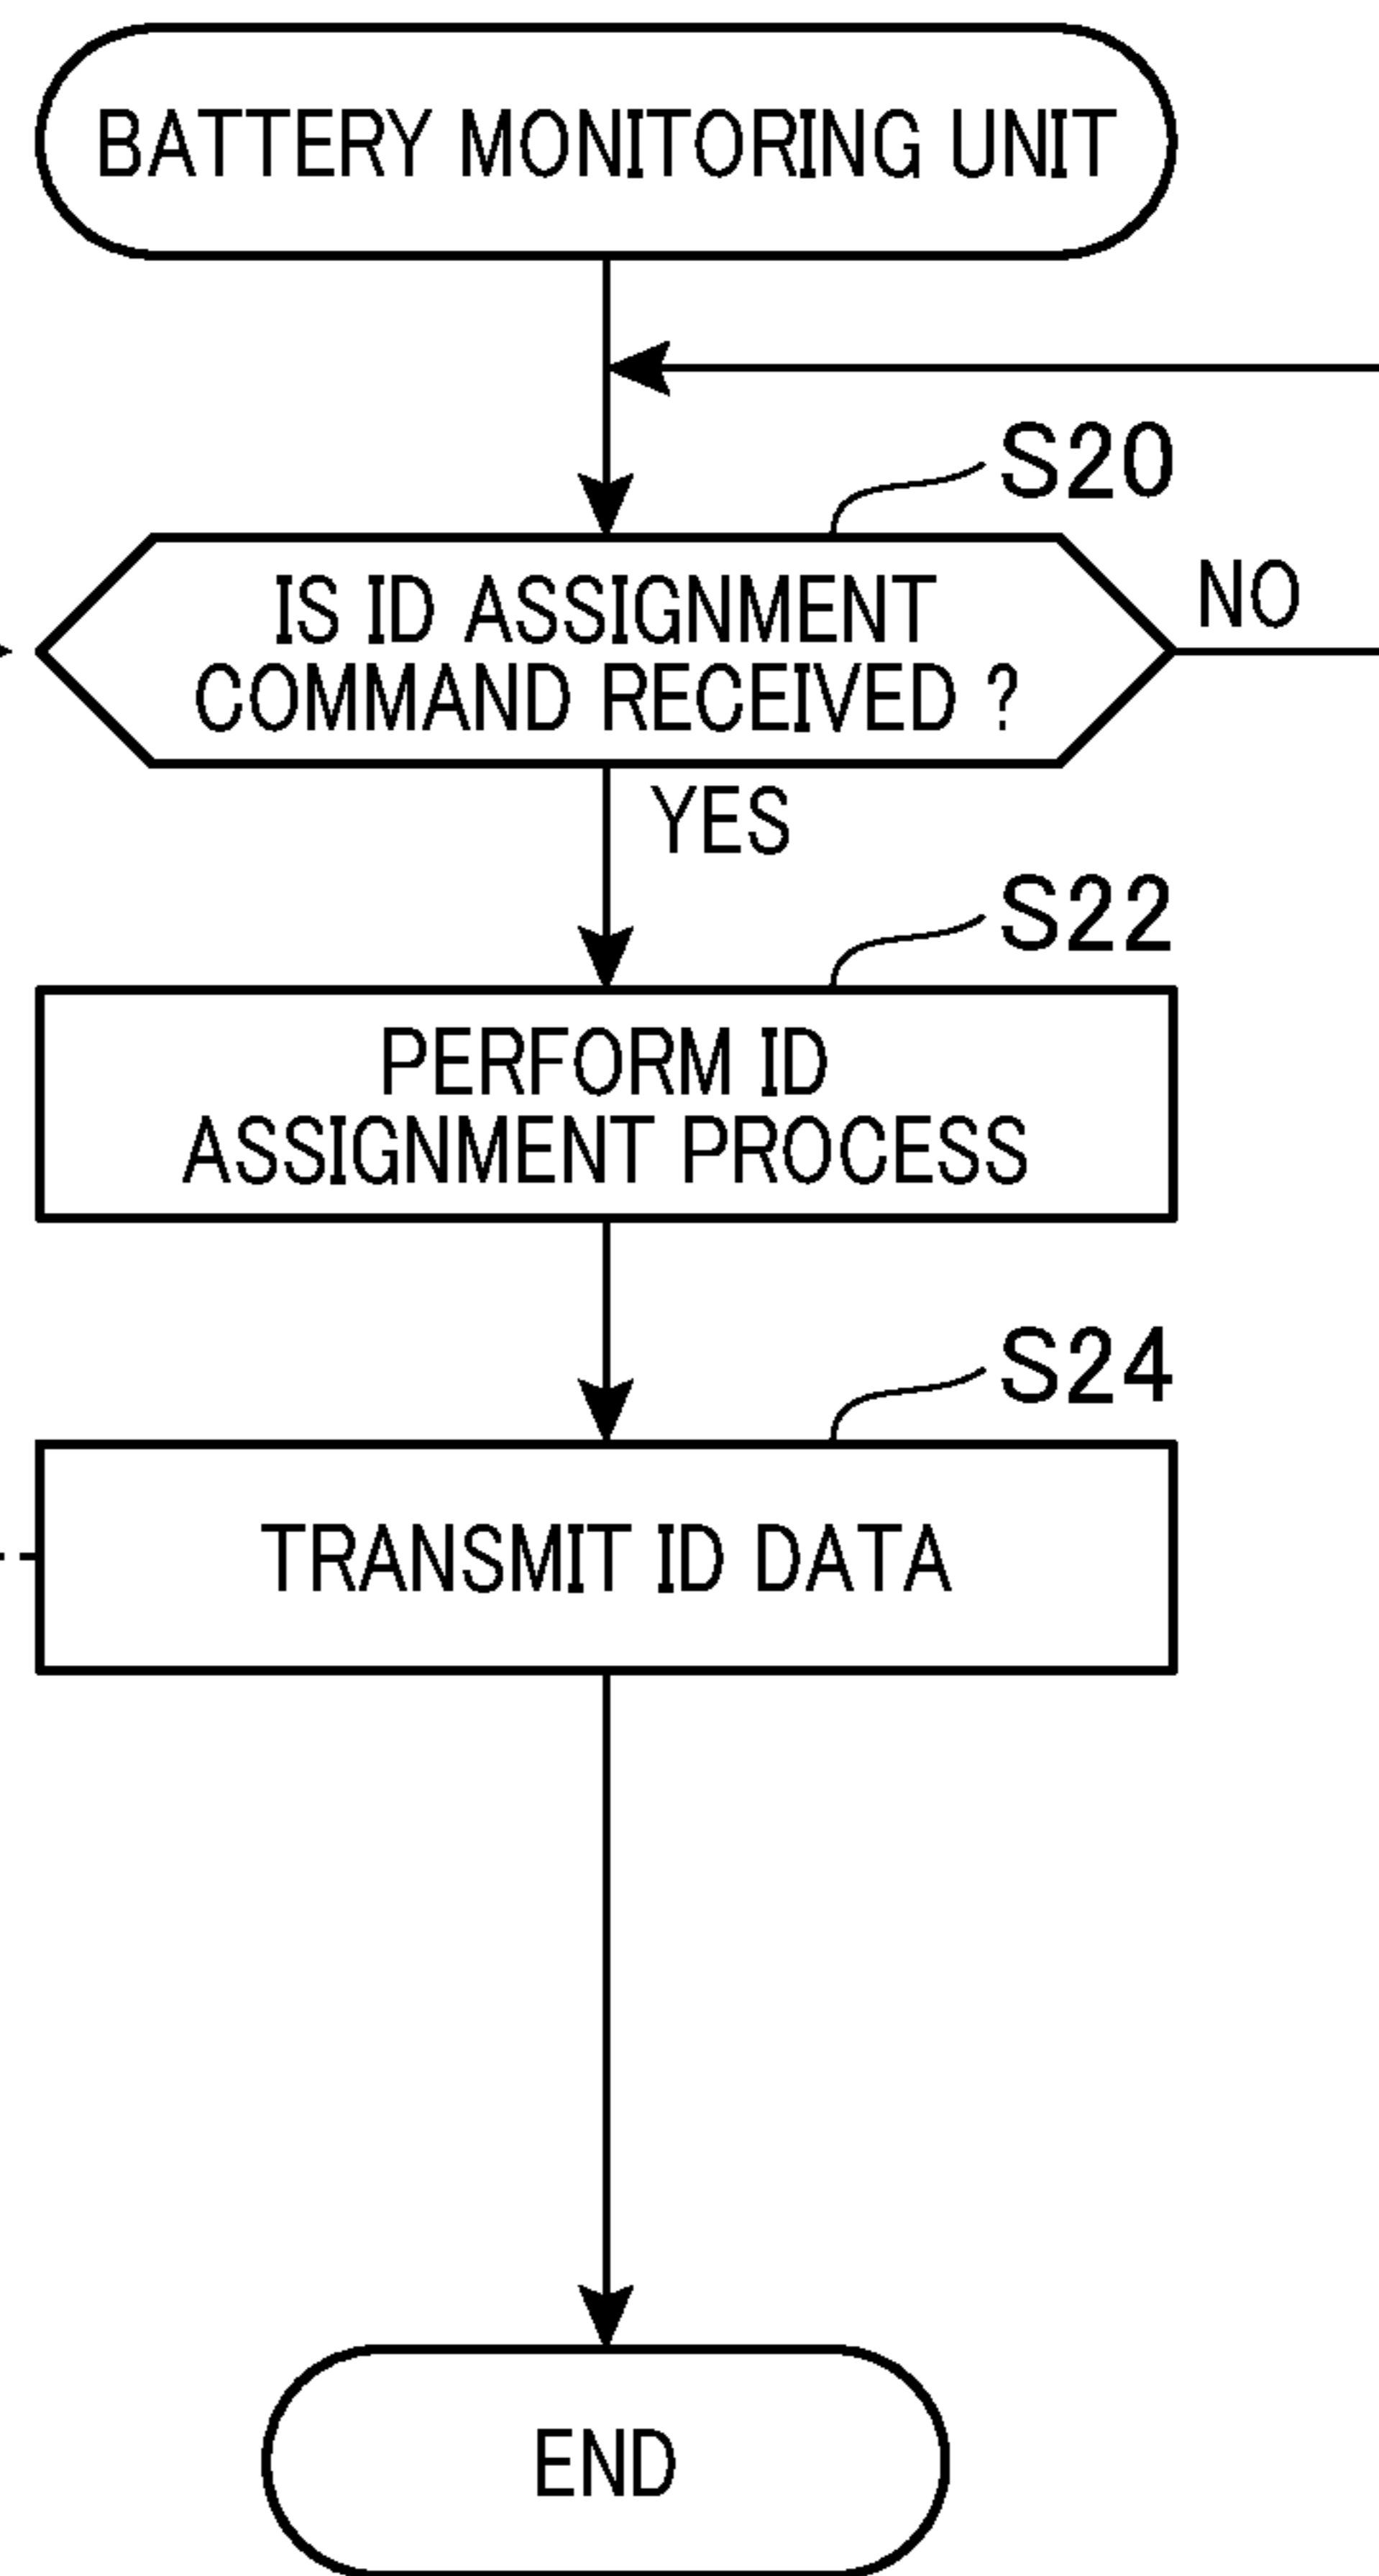 BATTERY MONITORING UNIT
S20
IS ID ASSIGNMENT
COMMAND RECEIVED ?
NO
YES
S22
PERFORM ID
ASSIGNMENT PROCESS
S24
TRANSMIT ID DATA
END